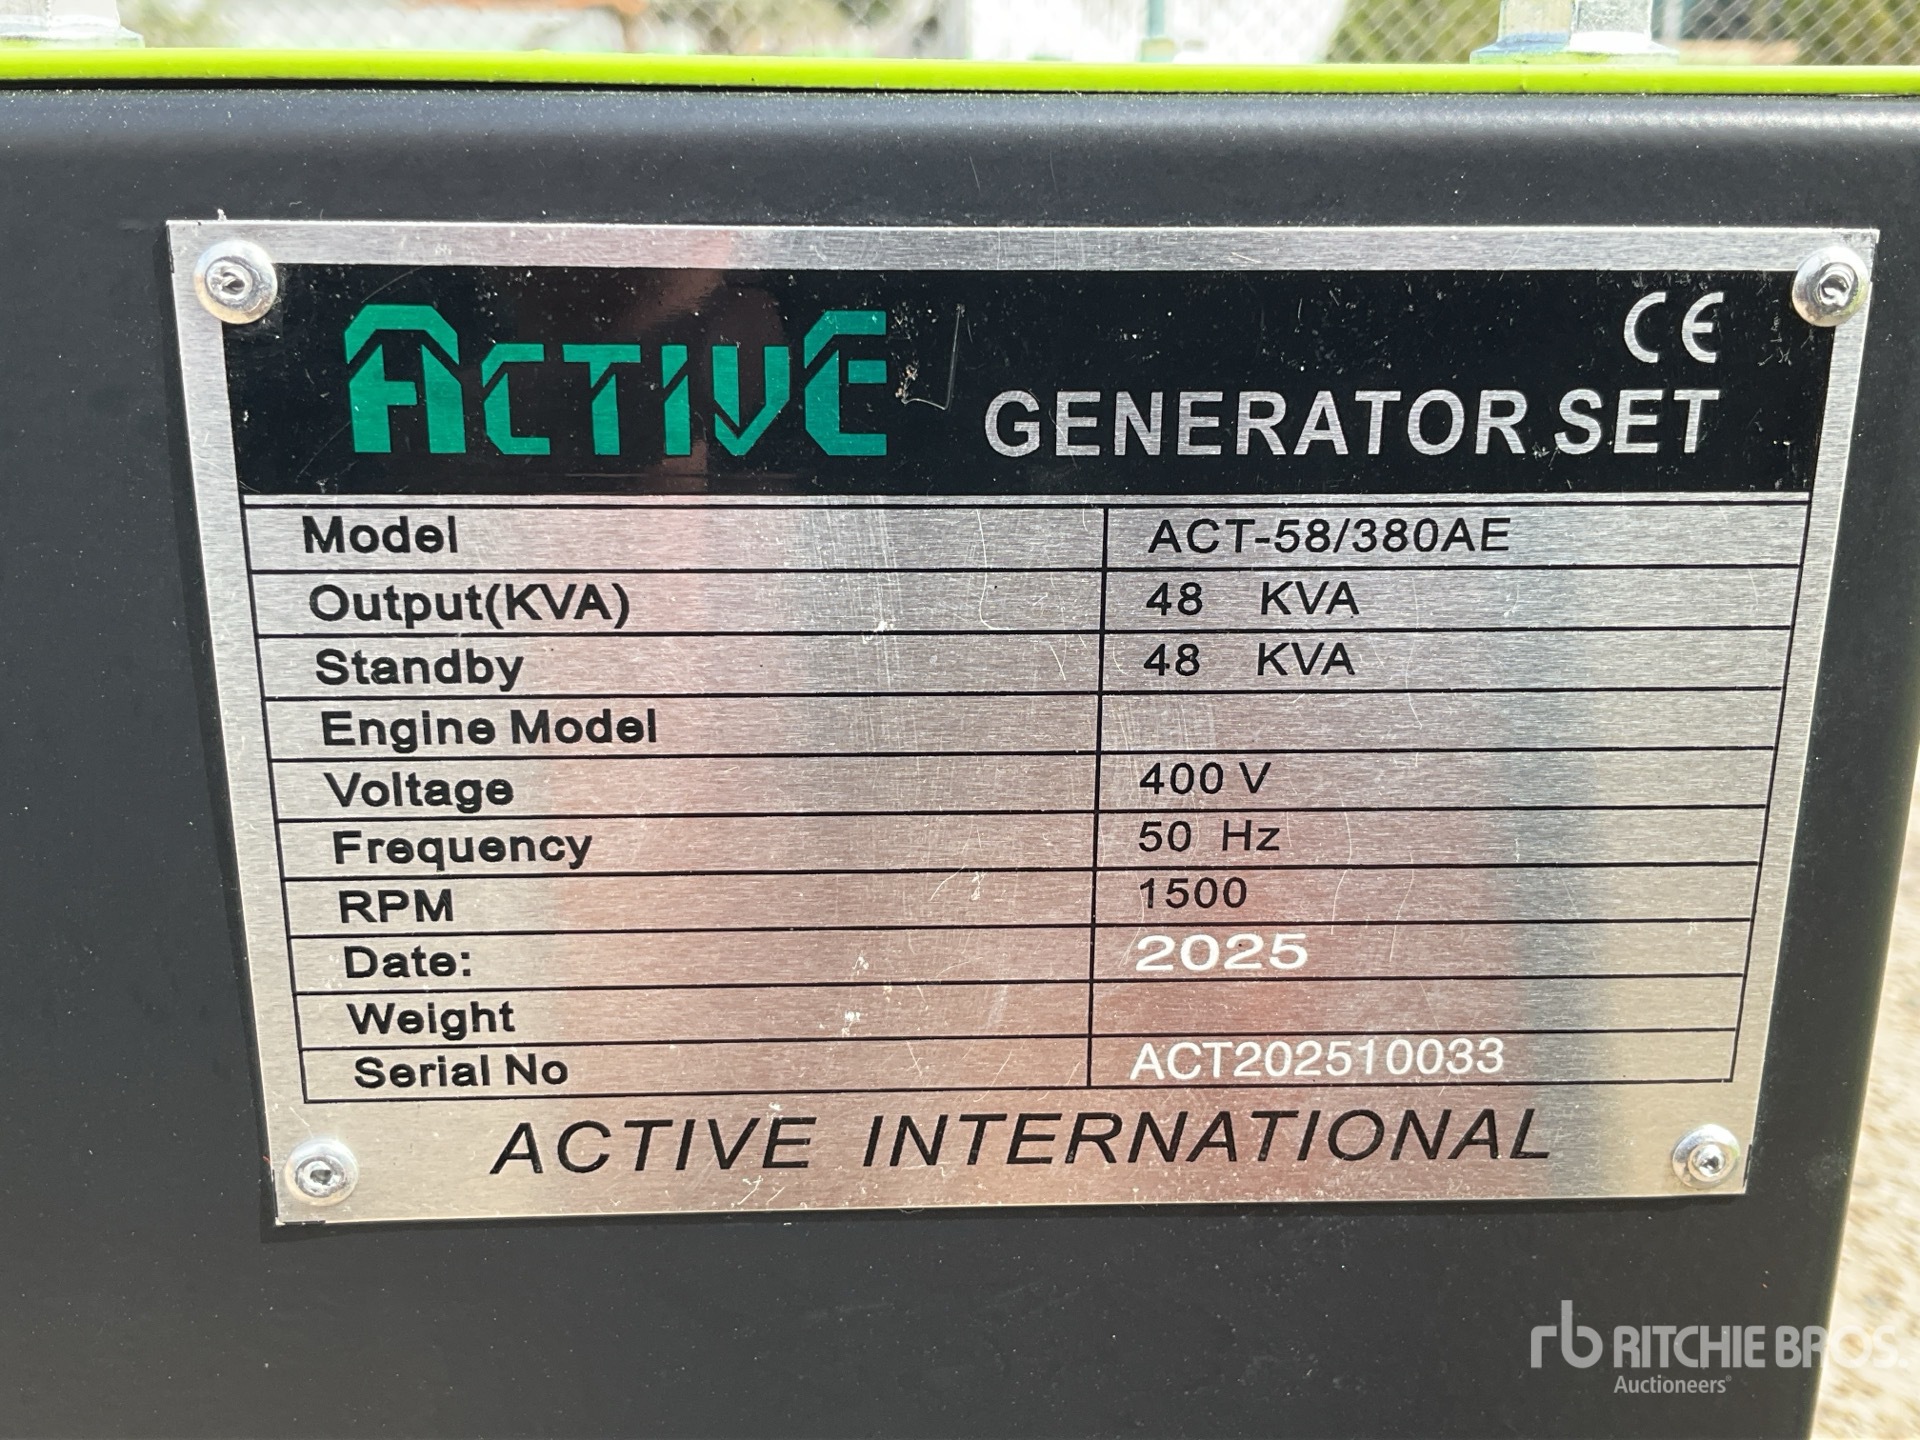 CE
ACTIVE GENERATOR SET
Model ACT-58/380AE
Output(KVA) 48 KVA
Standby 48 KVA
Engine Model
Voltage 400 V
Frequency 50 Hz
RPM 1500
Date: 2025
Weight
Serial No ACT202510033
ACTIVE INTERNATIONAL
rb RITCHIE BROS.
Auctioneers